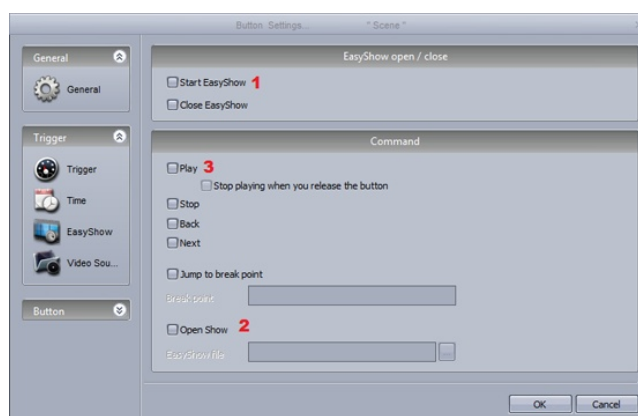 Button Settings... " Scene "
General
General
Trigger
Trigger
Time
EasyShow
Video Sou...
Button
EasyShow open / close
Start EasyShow 1
Close EasyShow
Command
Play 3
Stop playing when you release the button
Stop
Back
Next
Jump to break point
Break point
Open Show 2
EasyShow file
OK Cancel